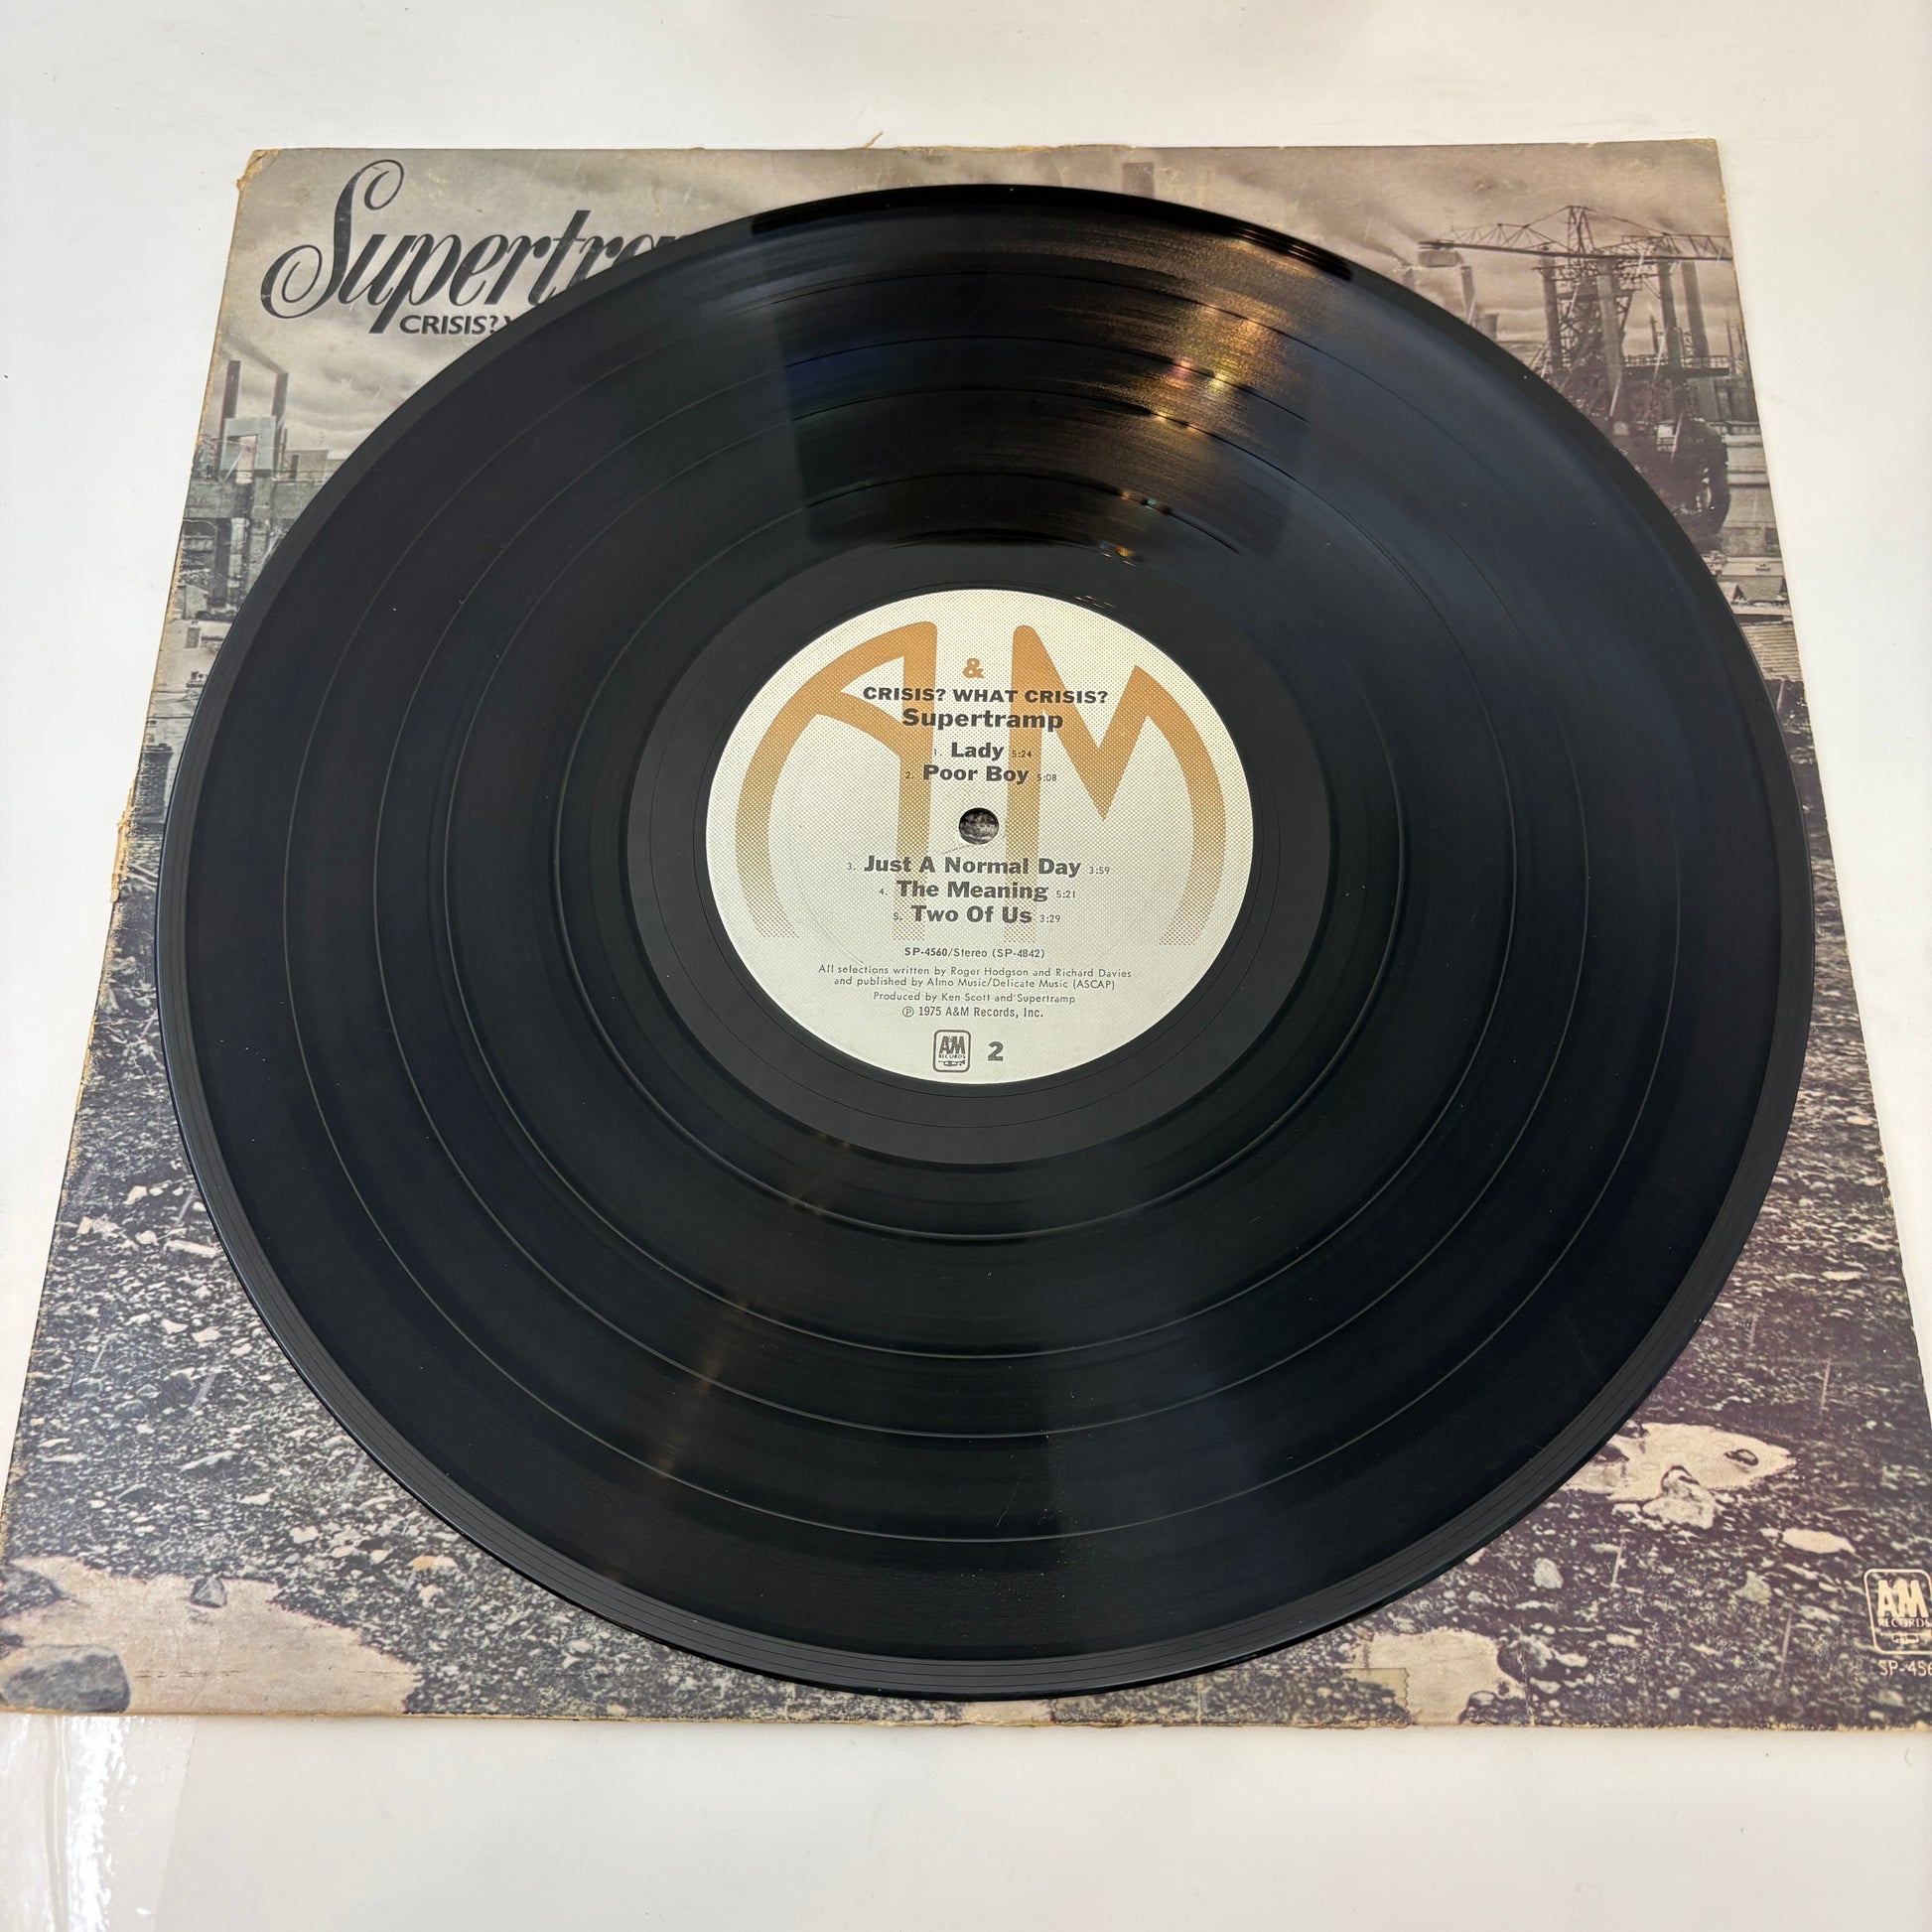 Supertra
CRISIS?
A & M
CRISIS? WHAT CRISIS?
Supertramp
1. Lady 5:24
2. Poor Boy 5:08
3. Just A Normal Day 3:59
4. The Meaning 5:21
5. Two Of Us 3:29
SP-4560/Stereo (SP-4842)
All selections written by Roger Hodgson and Richard Davies
and published by Almo Music/Delicate Music (ASCAP)
Produced by Ken Scott and Supertramp
℗ 1975 A&M Records, Inc.
A&M RECORDS 2
A&M
RECORDS
SP-456